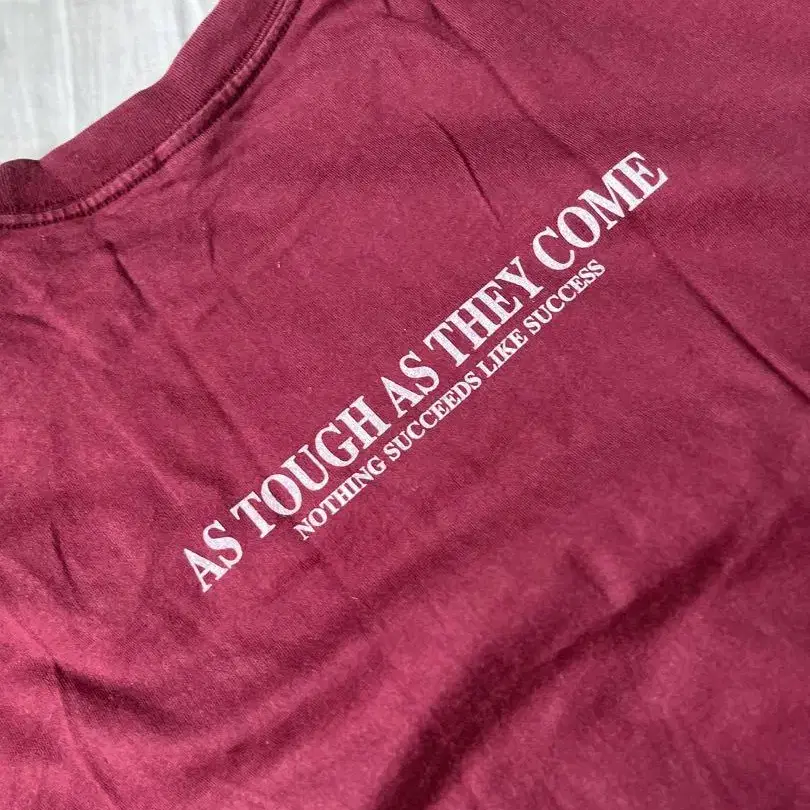 AS TOUGH AS THEY COME
NOTHING SUCCEEDS LIKE SUCCESS